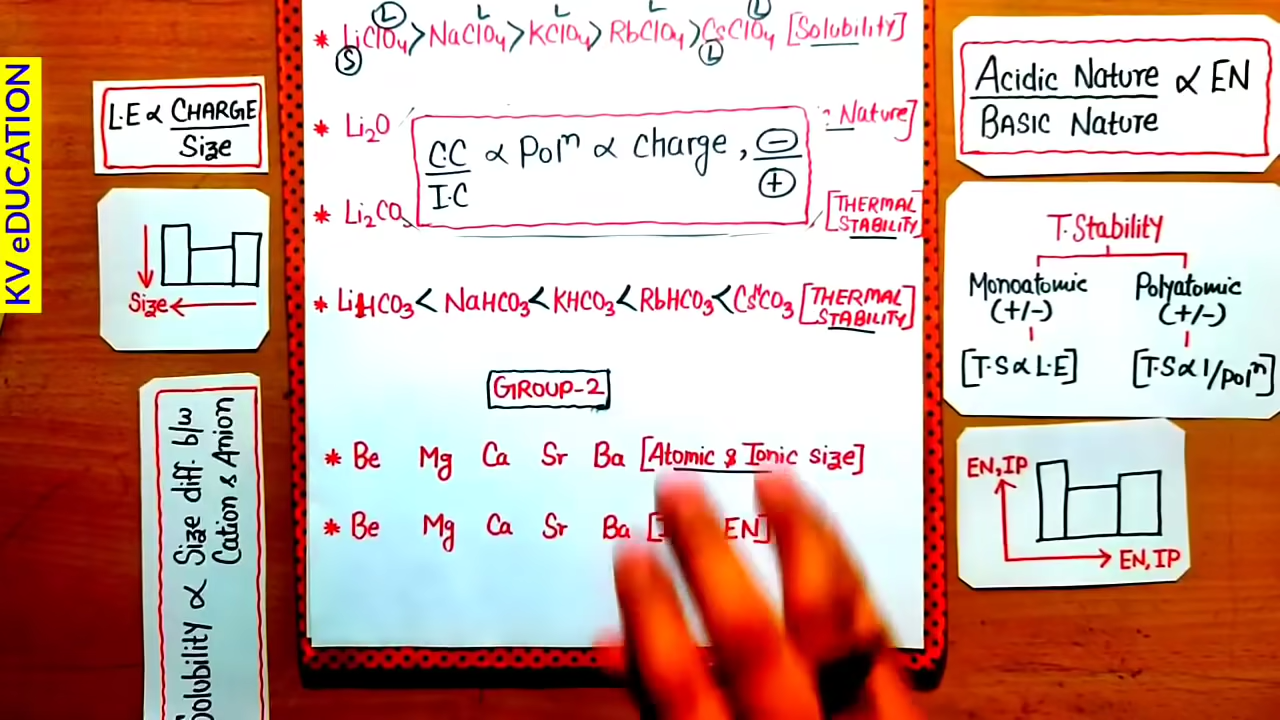 KV eDUCATION
L.E ∝ CHARGE
Size
Size
Solubility ∝ Size diff. b/w
Cation & Anion
L L L L L
* LiClO4 > NaClO4 > KClO4 > RbClO4 > CsClO4 [Solubility]
S L
* Li2O Nature]
C.C ∝ Polⁿ ∝ charge, ⊖
I.C ⊕
* Li2CO [THERMAL
STABILITY]
* LiHCO3 < NaHCO3 < KHCO3 < RbHCO3 < CsHCO3 [THERMAL
STABILITY]
GROUP-2
* Be Mg Ca Sr Ba [Atomic & Ionic size]
* Be Mg Ca Sr Ba [ EN]
Acidic Nature ∝ EN
BASIC Nature
T.Stability
Monoatomic Polyatomic
(+/-) (+/-)
[T.S ∝ L.E] [T.S ∝ 1/Polⁿ]
EN, IP
EN, IP